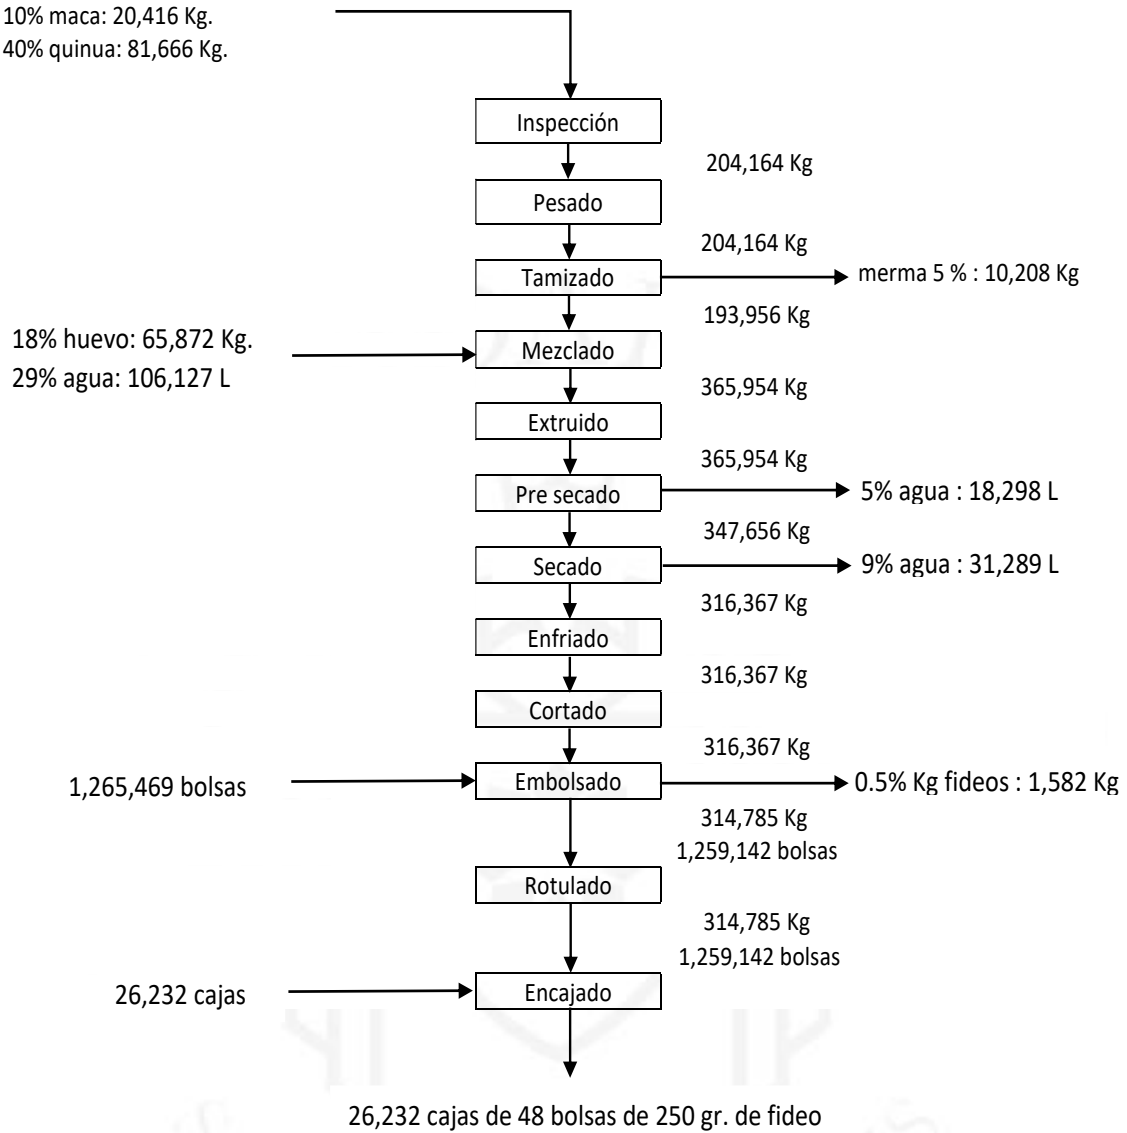 10% maca: 20,416 Kg.
40% quinua: 81,666 Kg.
Inspección
204,164 Kg
Pesado
204,164 Kg
Tamizado
merma 5 % : 10,208 Kg
193,956 Kg
18% huevo: 65,872 Kg.
29% agua: 106,127 L
Mezclado
365,954 Kg
Extruido
365,954 Kg
Pre secado
5% agua : 18,298 L
347,656 Kg
Secado
9% agua : 31,289 L
316,367 Kg
Enfriado
316,367 Kg
Cortado
316,367 Kg
1,265,469 bolsas
Embolsado
0.5% Kg fideos : 1,582 Kg
314,785 Kg
1,259,142 bolsas
Rotulado
314,785 Kg
1,259,142 bolsas
26,232 cajas
Encajado
26,232 cajas de 48 bolsas de 250 gr. de fideo